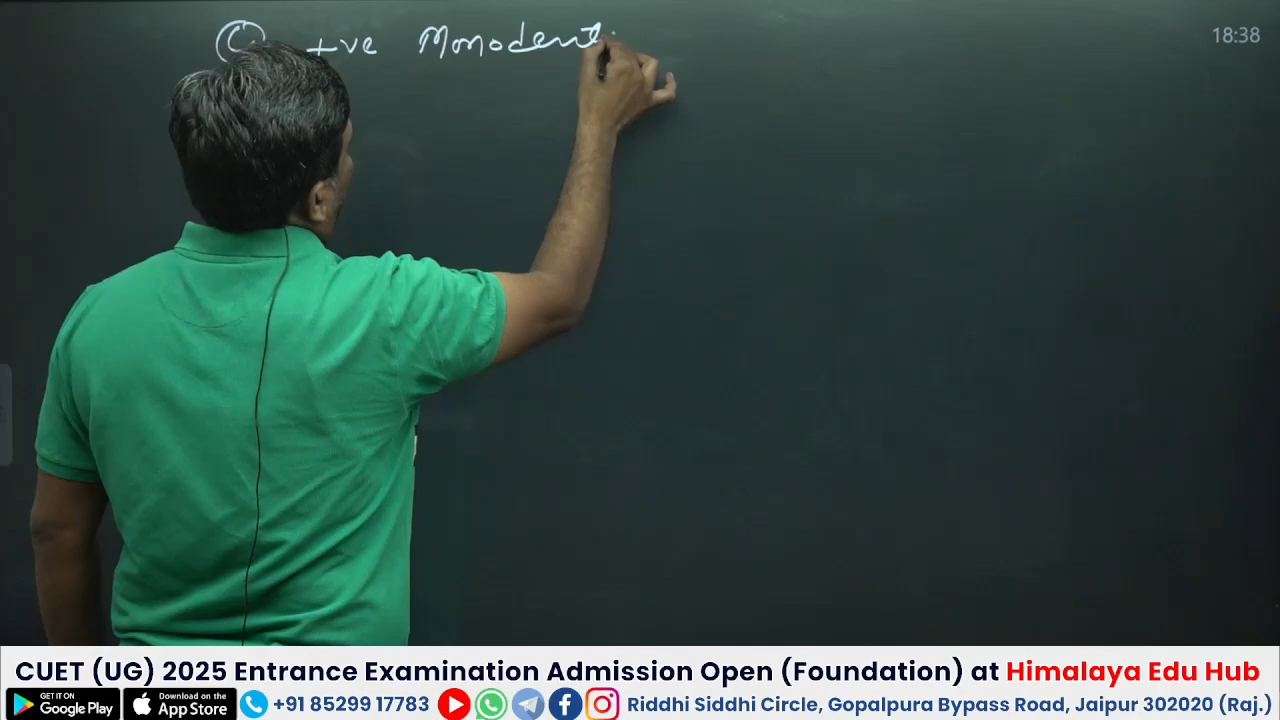 +ve Monodent
18:38
CUET (UG) 2025 Entrance Examination Admission Open (Foundation) at Himalaya Edu Hub
GET IT ON Google Play Download on the App Store +91 85299 17783 Riddhi Siddhi Circle, Gopalpura Bypass Road, Jaipur 302020 (Raj.)